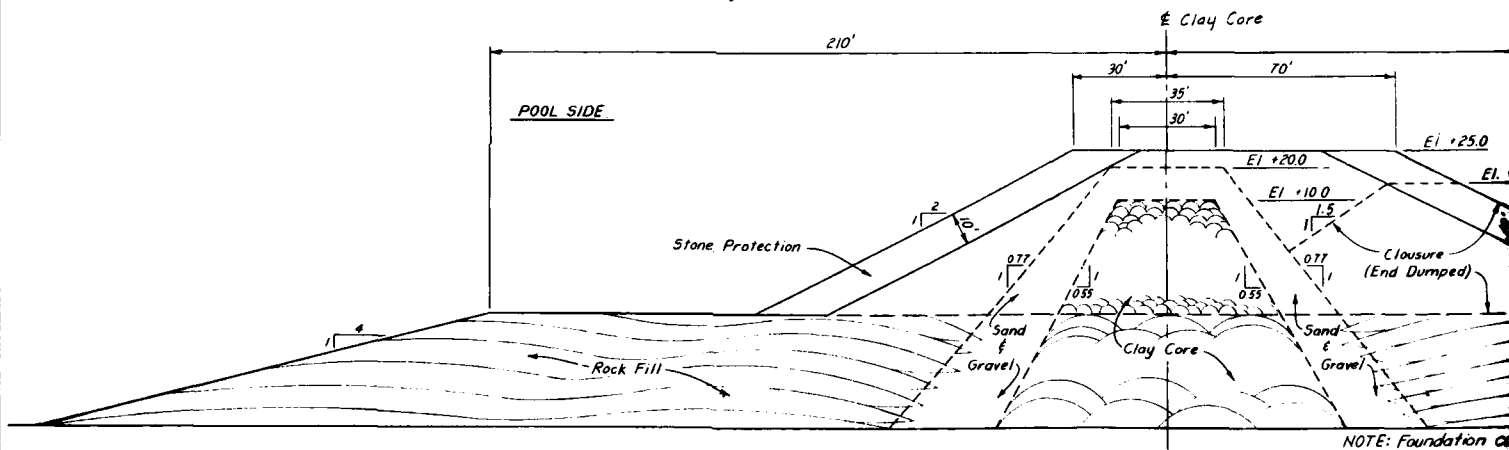 ℄ Clay Core
210'
30'
70'
35'
30'
POOL SIDE
El +25.0
El +20.0
El.
El +10.0
2
1
10'
1.5
1
Stone Protection
Clousure
(End Dumped)
0.77
1
1
0.55
1
0.55
0.77
1
4
1
Sand
&
Gravel
Clay Core
Sand
&
Gravel
Rock Fill
NOTE: Foundation